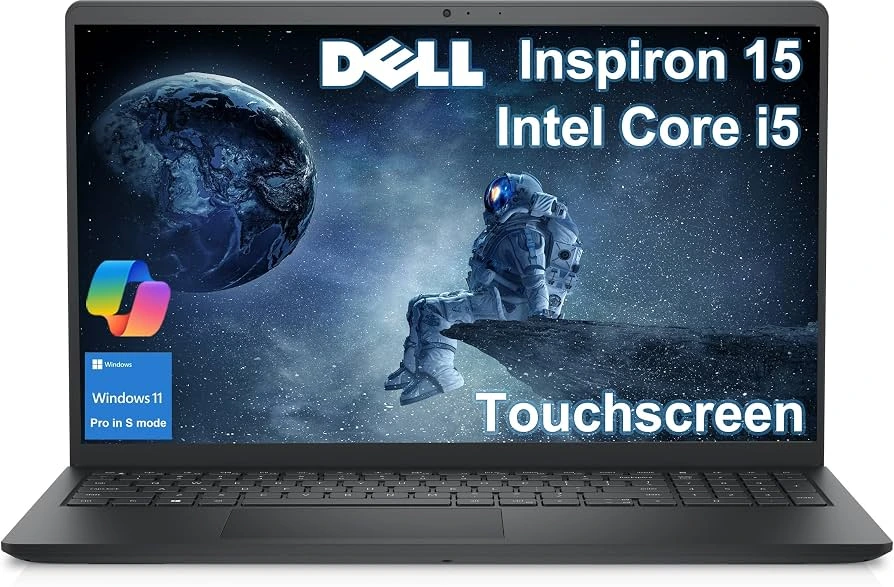 DELL Inspiron 15
Intel Core i5
Windows
Windows 11
Pro in S mode
Touchscreen